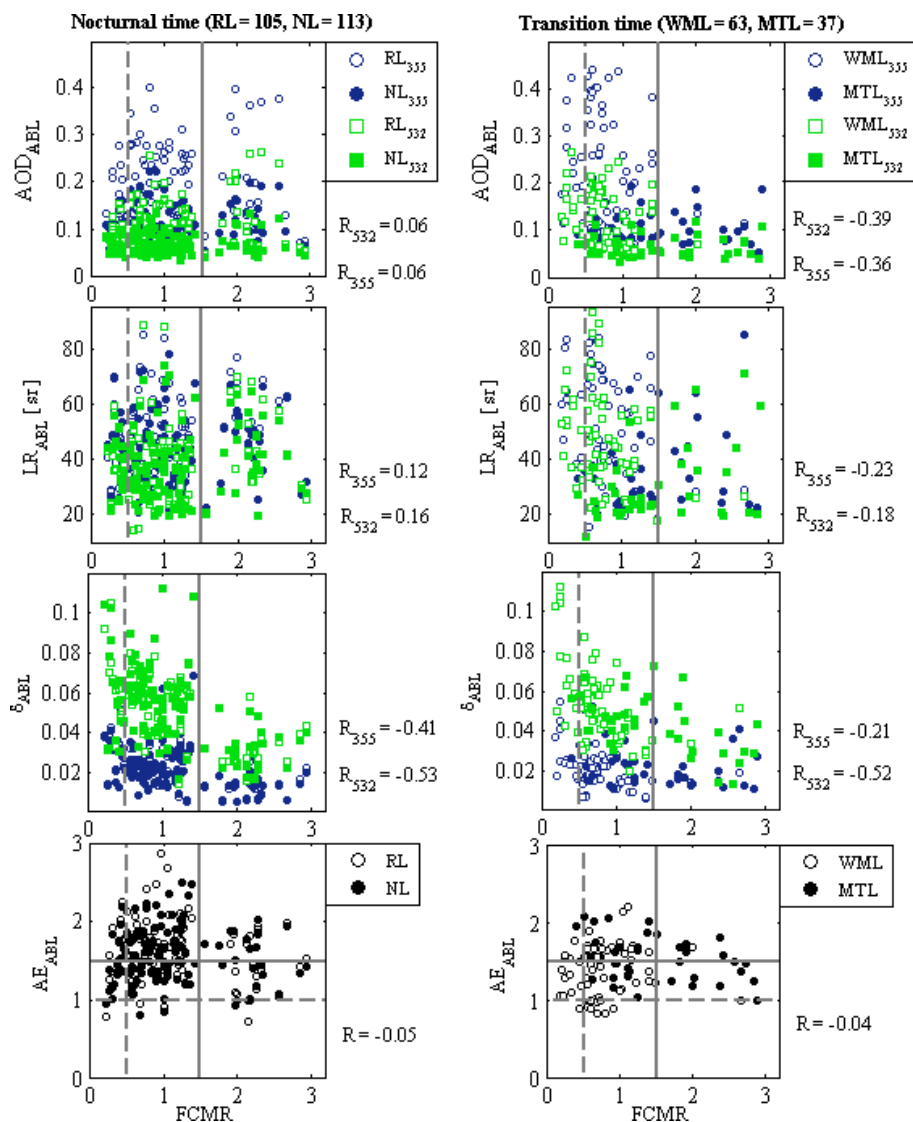 Nocturnal time (RL = 105, NL = 113)
Transition time (WML = 63, MTL = 37)
AOD_ABL
0.4
0.3
0.2
0.1
0
0 1 2 3
RL_355
NL_355
RL_532
NL_532
R_532 = 0.06
R_355 = 0.06
AOD_ABL
0.4
0.3
0.2
0.1
0
0 1 2 3
WML_355
MTL_355
WML_532
MTL_532
R_532 = -0.39
R_355 = -0.36
LR_ABL [sr]
80
60
40
20
0 1 2 3
R_355 = 0.12
R_532 = 0.16
LR_ABL [sr]
80
60
40
20
0 1 2 3
R_355 = -0.23
R_532 = -0.18
δ_ABL
0.1
0.08
0.06
0.04
0.02
0 1 2 3
R_355 = -0.41
R_532 = -0.53
δ_ABL
0.1
0.08
0.06
0.04
0.02
0 1 2 3
R_355 = -0.21
R_532 = -0.52
AE_ABL
3
2
1
0
0 1 2 3
FCMR
RL
NL
R = -0.05
AE_ABL
3
2
1
0
0 1 2 3
FCMR
WML
MTL
R = -0.04